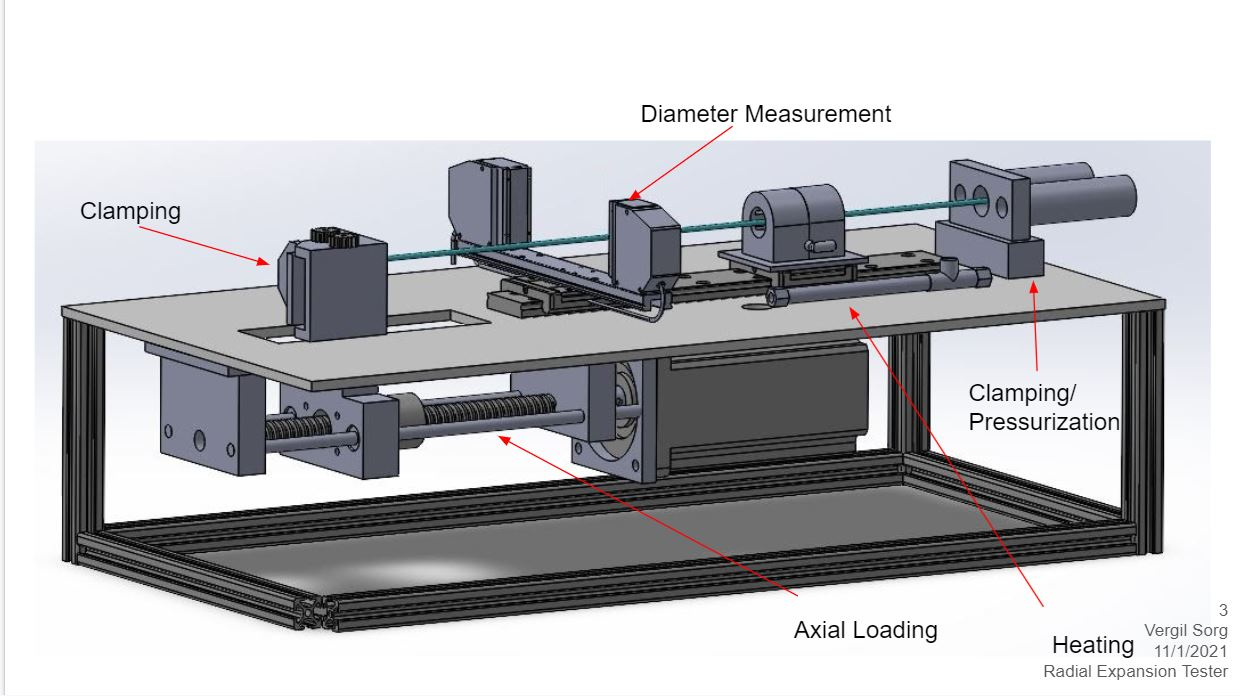 Diameter Measurement
Clamping
Clamping/
Pressurization
Axial Loading
Heating
3
Vergil Sorg
11/1/2021
Radial Expansion Tester